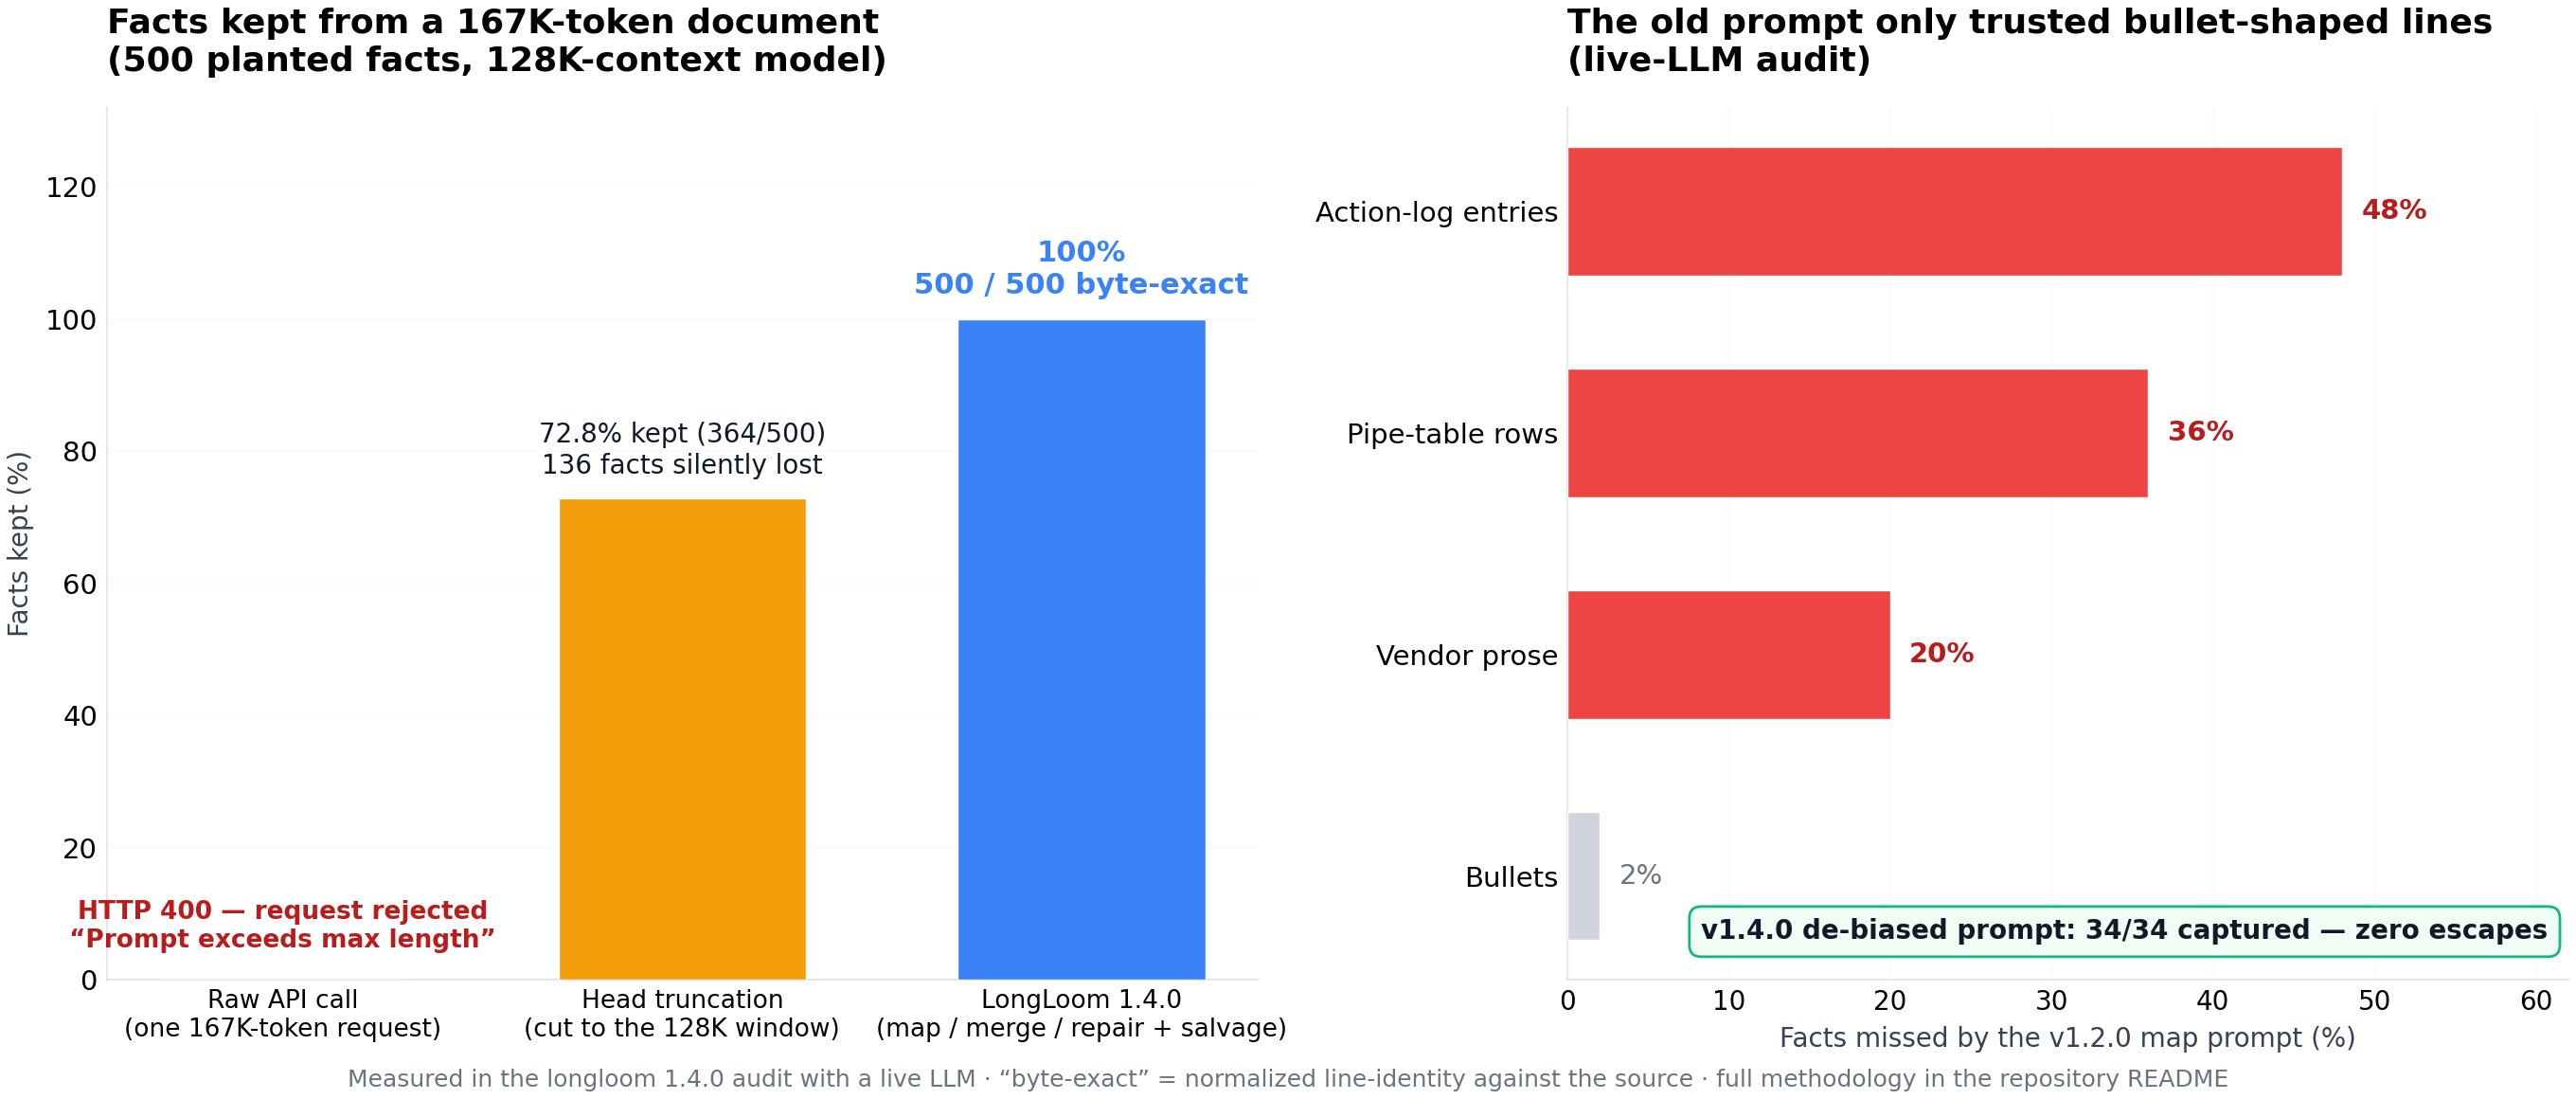 Facts kept from a 167K-token document
(500 planted facts, 128K-context model)
Facts kept (%)
120
100
80
60
40
20
0
100%
500 / 500 byte-exact
72.8% kept (364/500)
136 facts silently lost
HTTP 400 — request rejected
“Prompt exceeds max length”
Raw API call
(one 167K-token request)
Head truncation
(cut to the 128K window)
LongLoom 1.4.0
(map / merge / repair + salvage)
The old prompt only trusted bullet-shaped lines
(live-LLM audit)
Action-log entries
48%
Pipe-table rows
36%
Vendor prose
20%
Bullets
2%
v1.4.0 de-biased prompt: 34/34 captured — zero escapes
0
10
20
30
40
50
60
Facts missed by the v1.2.0 map prompt (%)
Measured in the longloom 1.4.0 audit with a live LLM · “byte-exact” = normalized line-identity against the source · full methodology in the repository README